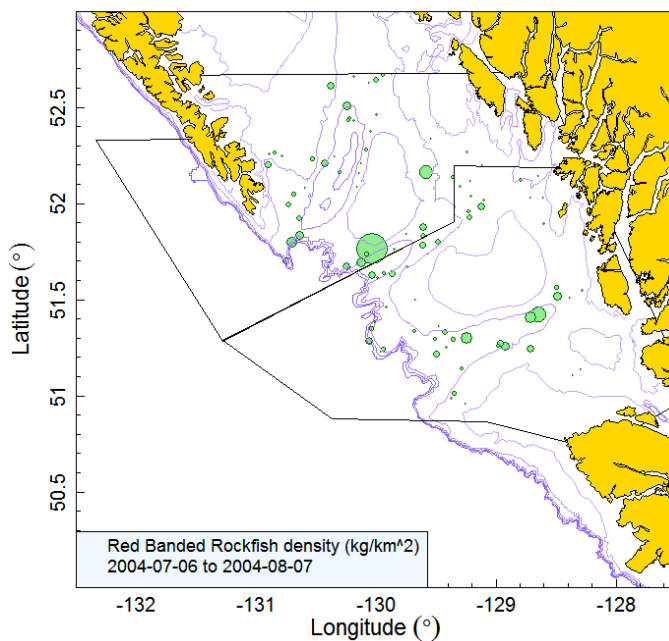 52.5
52
51.5
51
50.5
Latitude (°)
Red Banded Rockfish density (kg/km^2)
2004-07-06 to 2004-08-07
-132 -131 -130 -129 -128
Longitude (°)